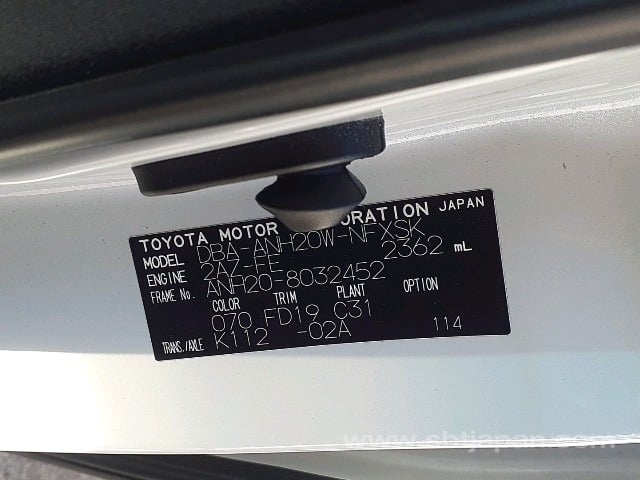 TOYOTA MOTOR CORPORATION JAPAN
MODEL DBA-ANH20W-NFXSK
ENGINE 2AZ-FE 2362 mL
FRAME No. ANH20-8032452
COLOR TRIM PLANT OPTION
070 FD19 C31
TRANS./AXLE K112 -02A 114
www.sbtjapan.com